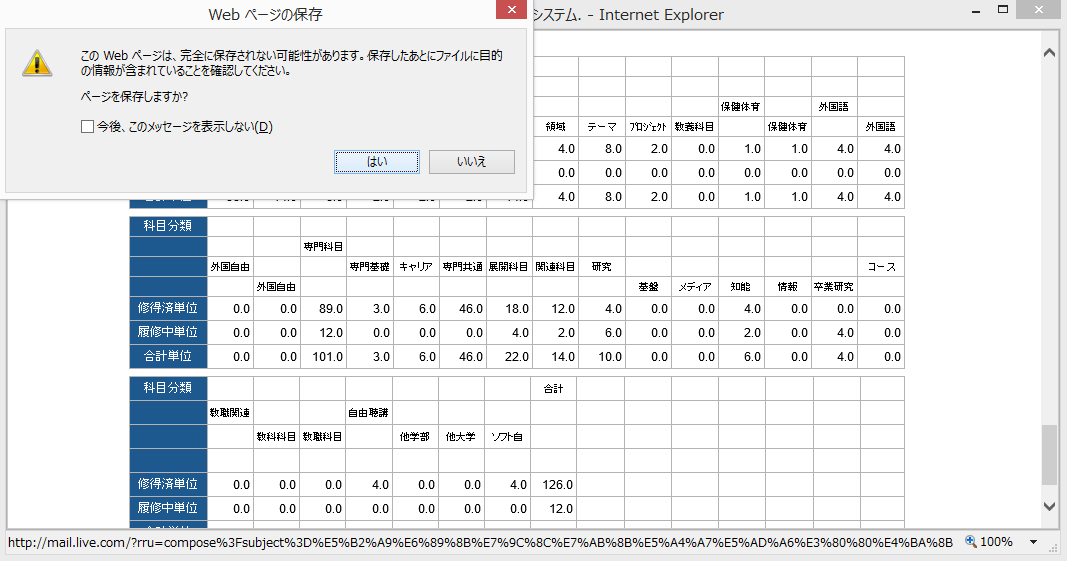 Web ページの保存
システム. - Internet Explorer
この Web ページは、完全に保存されない可能性があります。保存したあとにファイルに目的
の情報が含まれていることを確認してください。
ページを保存しますか?
今後、このメッセージを表示しない(D)
はい いいえ
保健体育 外国語
領域 テーマ プロジェクト 教養科目 保健体育 外国語
4.0 8.0 2.0 0.0 1.0 1.0 4.0 4.0
0.0 0.0 0.0 0.0 0.0 0.0 0.0 0.0
4.0 8.0 2.0 0.0 1.0 1.0 4.0 4.0
科目分類
専門科目
外国自由 専門基礎 キャリア 専門共通 展開科目 関連科目 研究 コース
外国自由 基盤 メディア 知能 情報 卒業研究
修得済単位 0.0 0.0 89.0 3.0 6.0 46.0 18.0 12.0 4.0 0.0 0.0 4.0 0.0 0.0 0.0
履修中単位 0.0 0.0 12.0 0.0 0.0 0.0 4.0 2.0 6.0 0.0 0.0 2.0 0.0 4.0 0.0
合計単位 0.0 0.0 101.0 3.0 6.0 46.0 22.0 14.0 10.0 0.0 0.0 6.0 0.0 4.0 0.0
科目分類 合計
教職関連 自由聴講
教科科目 教職科目 他学部 他大学 ソフト自
修得済単位 0.0 0.0 0.0 4.0 0.0 0.0 4.0 126.0
履修中単位 0.0 0.0 0.0 0.0 0.0 0.0 0.0 12.0
http://mail.live.com/?rru=compose%3Fsubject%3D%E5%B2%A9%E6%89%8B%E7%9C%8C%E7%AB%8B%E5%A4%A7%E5%AD%A6%E3%80%80%E4%BA%8B 100%